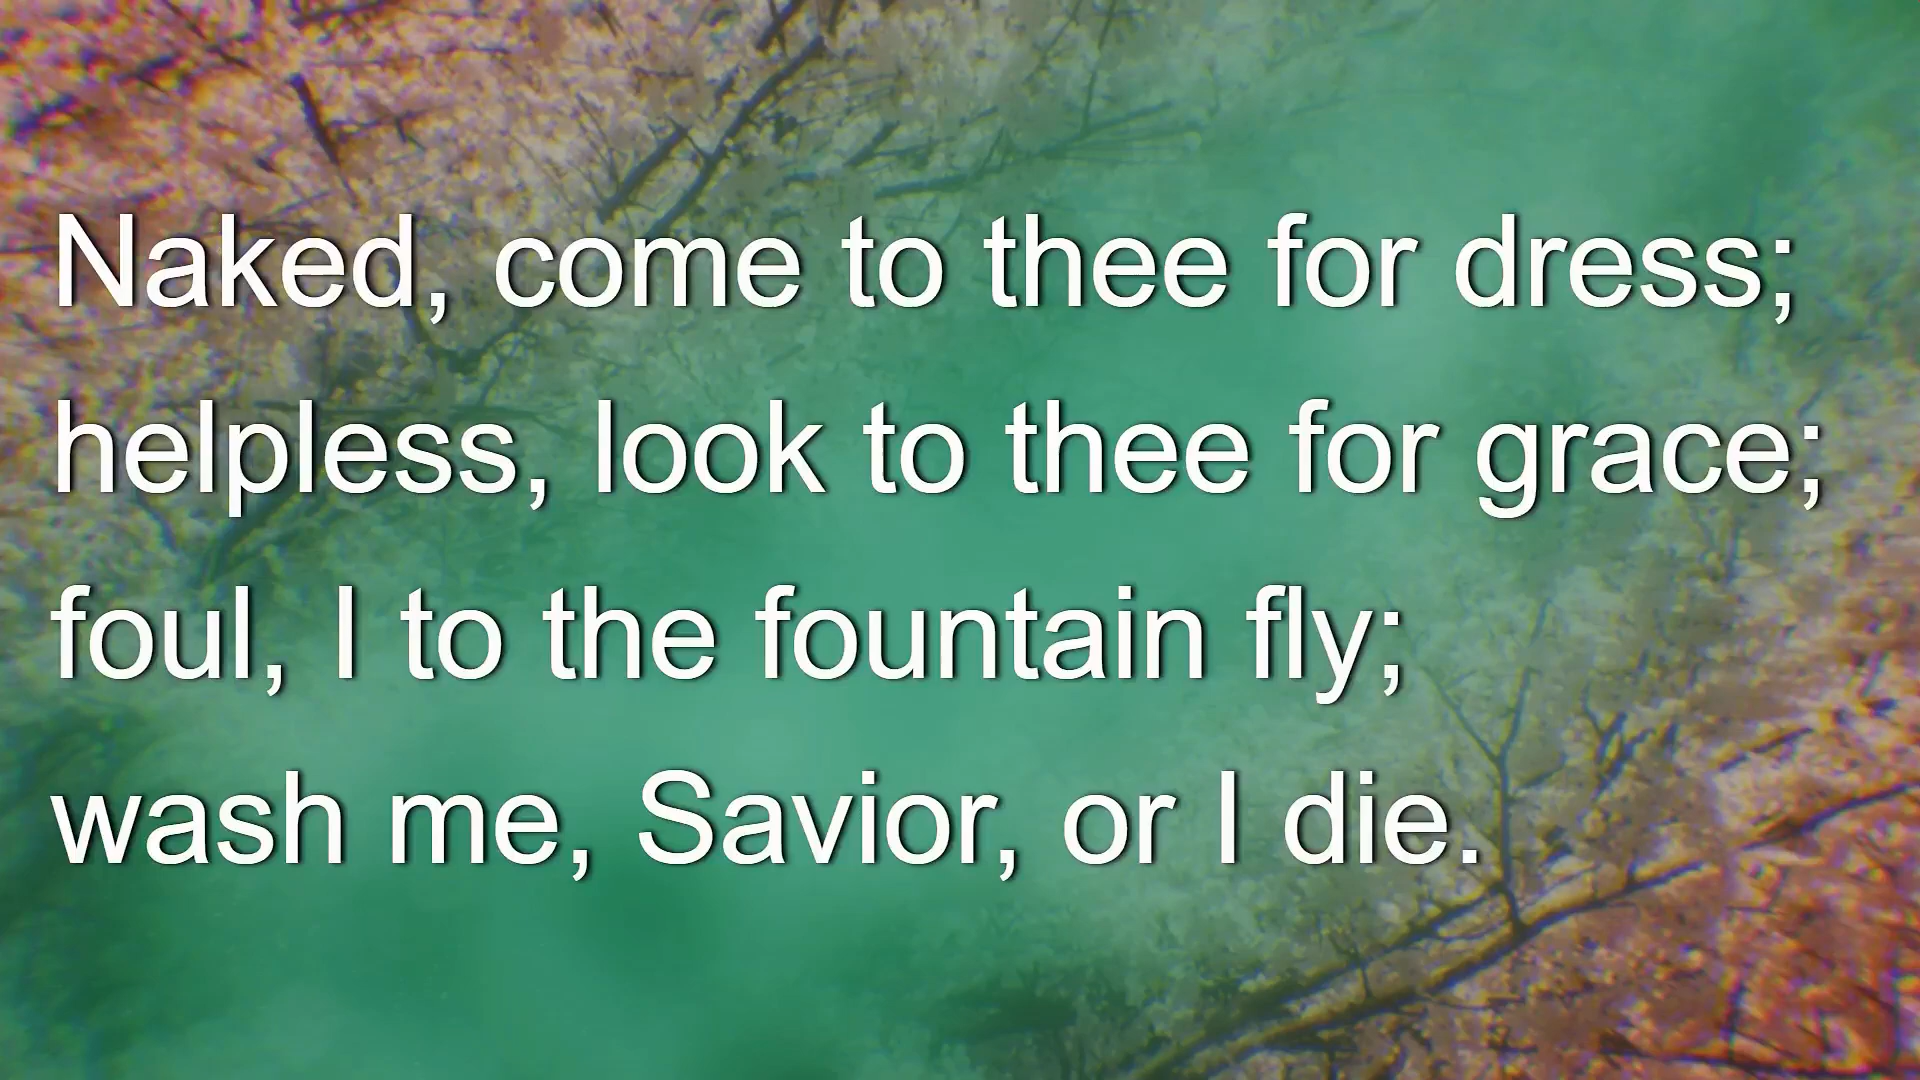 Naked, come to thee for dress;
helpless, look to thee for grace;
foul, I to the fountain fly;
wash me, Savior, or I die.